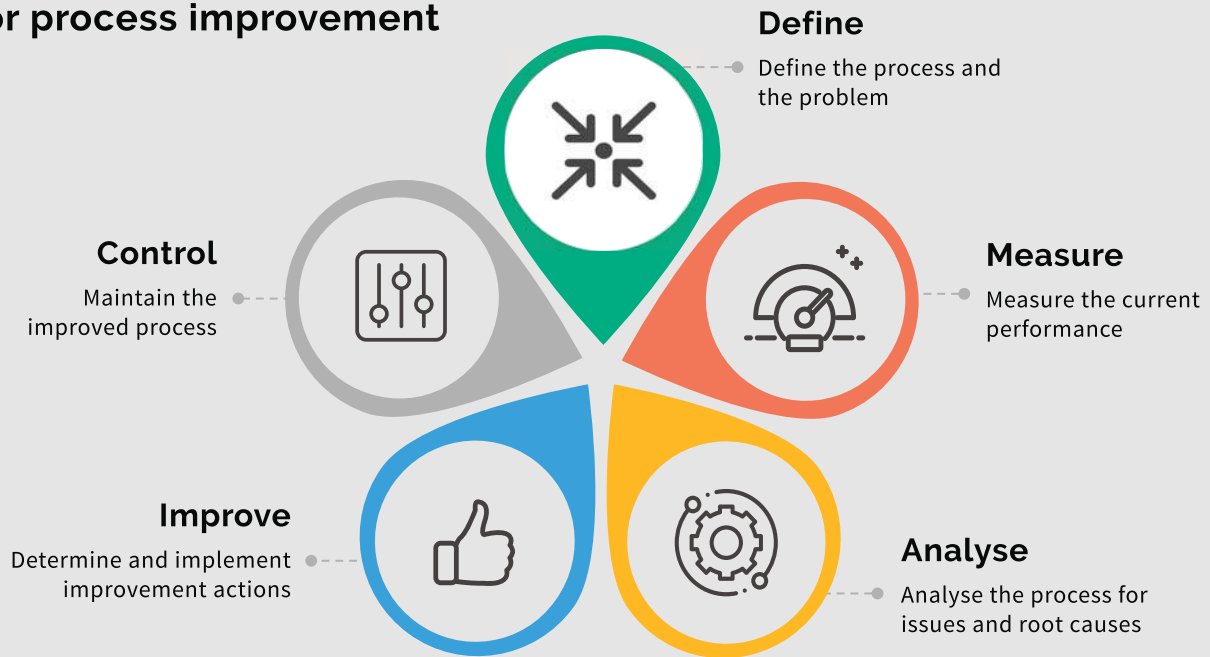 or process improvement
Define
Define the process and
the problem
Measure
Measure the current
performance
Analyse
Analyse the process for
issues and root causes
Improve
Determine and implement
improvement actions
Control
Maintain the
improved process